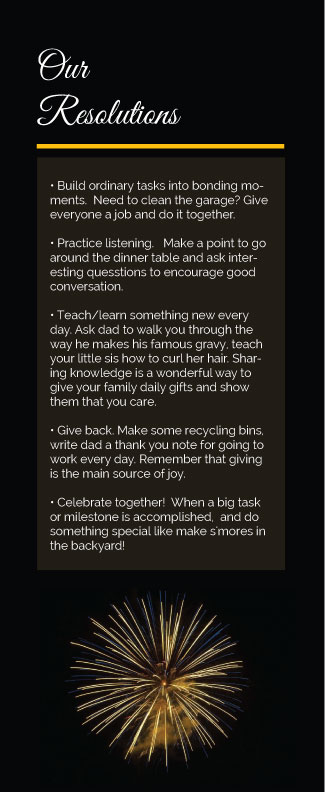 Our
Resolutions
• Build ordinary tasks into bonding mo-
ments.  Need to clean the garage? Give
everyone a job and do it together.
• Practice listening.   Make a point to go
around the dinner table and ask inter-
esting quesstions to encourage good
conversation.
• Teach/learn something new every
day. Ask dad to walk you through the
way he makes his famous gravy, teach
your little sis how to curl her hair. Shar-
ing knowledge is a wonderful way to
give your family daily gifts and show
them that you care.
• Give back. Make some recycling bins,
write dad a thank you note for going to
work every day. Remember that giving
is the main source of joy.
• Celebrate together!  When a big task
or milestone is accomplished,  and do
something special like make s'mores in
the backyard!